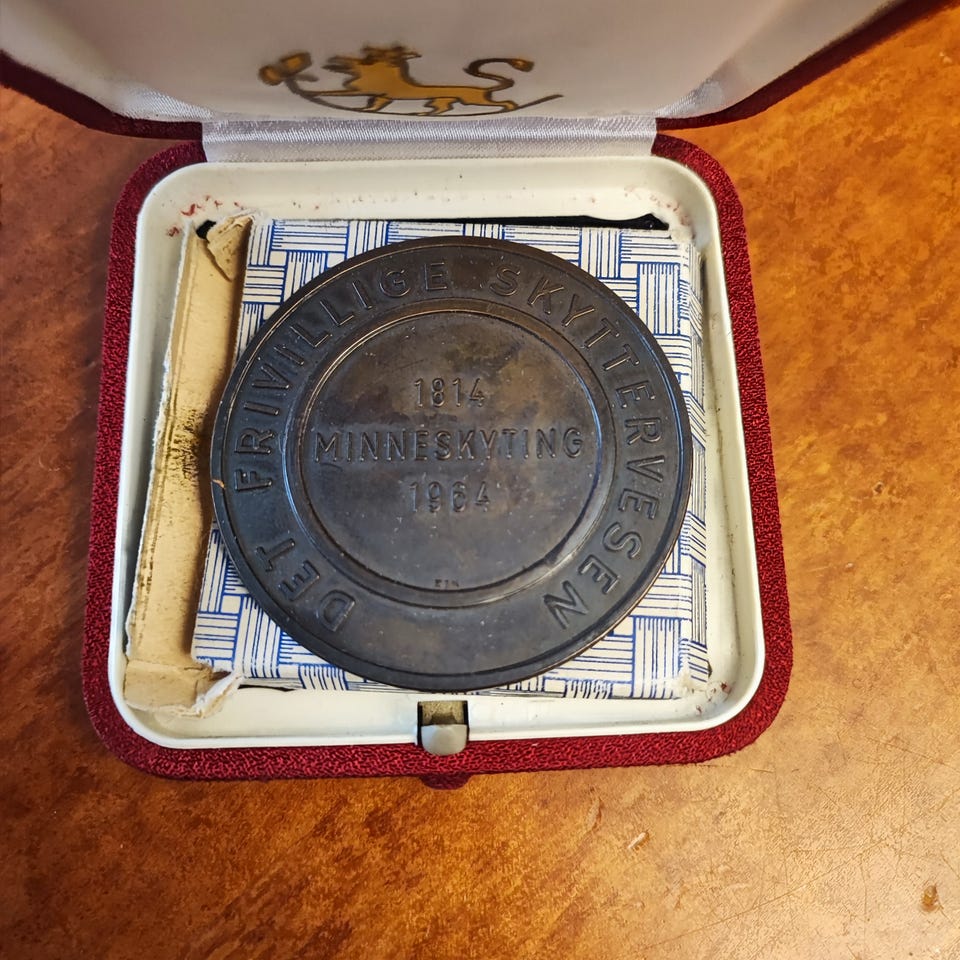 DET FRIVILLIGE SKYTTERVESEN
1814
MINNESKYTING
1964